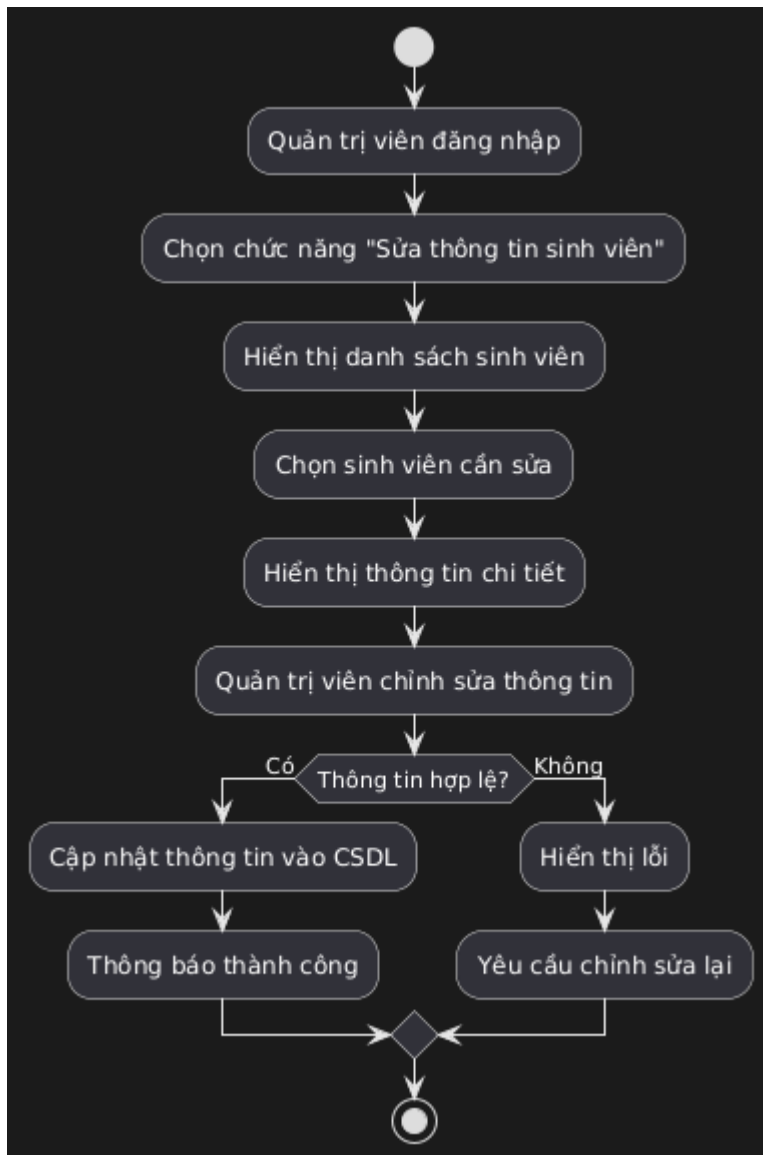 Quản trị viên đăng nhập
Chọn chức năng "Sửa thông tin sinh viên"
Hiển thị danh sách sinh viên
Chọn sinh viên cần sửa
Hiển thị thông tin chi tiết
Quản trị viên chỉnh sửa thông tin
Có
Thông tin hợp lệ?
Không
Cập nhật thông tin vào CSDL
Hiển thị lỗi
Thông báo thành công
Yêu cầu chỉnh sửa lại